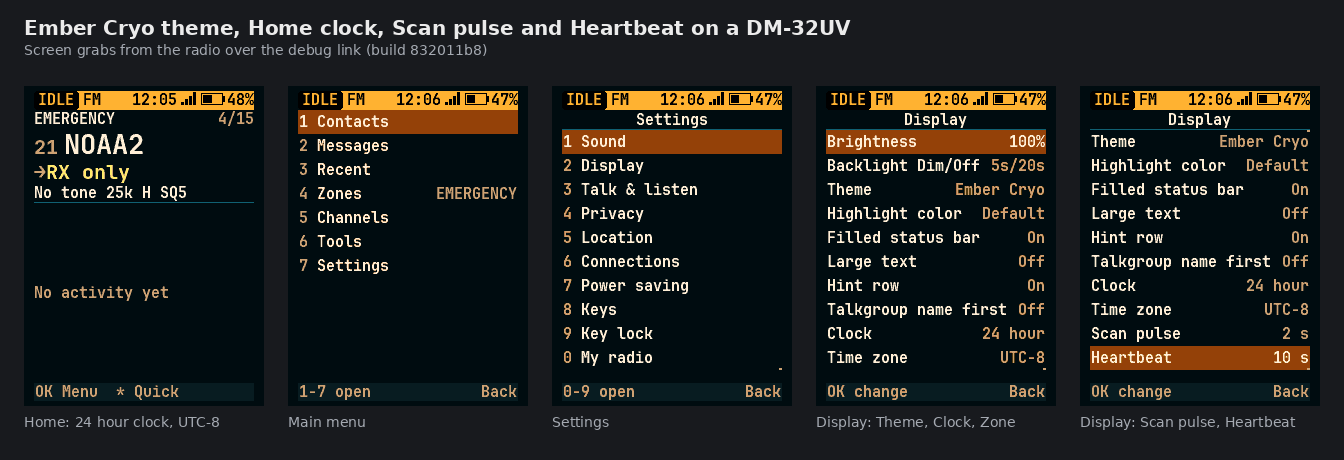 Ember Cryo theme, Home clock, Scan pulse and Heartbeat on a DM-32UV
Screen grabs from the radio over the debug link (build 832011b8)
IDLE FM 12:05 48%
EMERGENCY 4/15
21 NOAA2
→RX only
No tone 25k H SQ5
No activity yet
OK Menu * Quick
Home: 24 hour clock, UTC-8
IDLE FM 12:06 47%
1 Contacts
2 Messages
3 Recent
4 Zones EMERGENCY
5 Channels
6 Tools
7 Settings
1-7 open Back
Main menu
IDLE FM 12:06 47%
Settings
1 Sound
2 Display
3 Talk & listen
4 Privacy
5 Location
6 Connections
7 Power saving
8 Keys
9 Key lock
0 My radio
0-9 open Back
Settings
IDLE FM 12:06 47%
Display
Brightness 100%
Backlight Dim/Off 5s/20s
Theme Ember Cryo
Highlight color Default
Filled status bar On
Large text Off
Hint row On
Talkgroup name first Off
Clock 24 hour
Time zone UTC-8
OK change Back
Display: Theme, Clock, Zone
IDLE FM 12:06 47%
Display
Theme Ember Cryo
Highlight color Default
Filled status bar On
Large text Off
Hint row On
Talkgroup name first Off
Clock 24 hour
Time zone UTC-8
Scan pulse 2 s
Heartbeat 10 s
OK change Back
Display: Scan pulse, Heartbeat